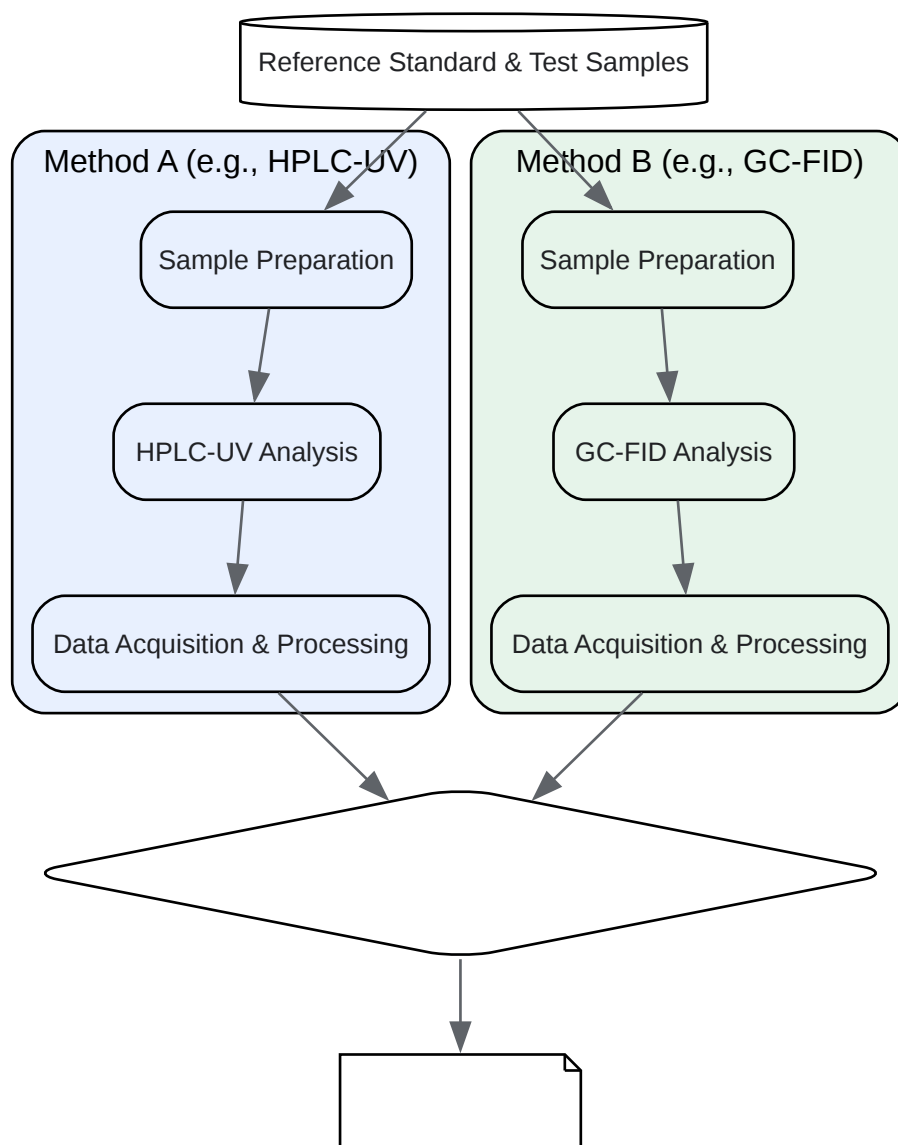 Reference Standard & Test Samples
Method A (e.g., HPLC-UV)
Method B (e.g., GC-FID)
Sample Preparation
Sample Preparation
HPLC-UV Analysis
GC-FID Analysis
Data Acquisition & Processing
Data Acquisition & Processing